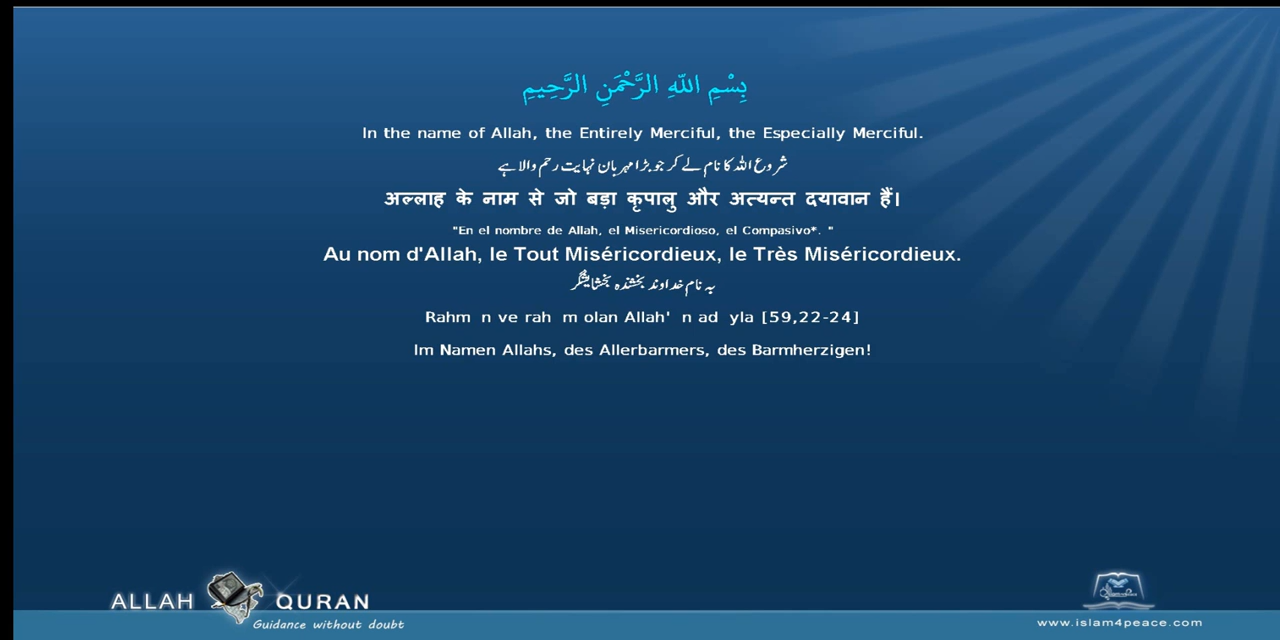 بِسْمِ اللّهِ الرَّحْمَنِ الرَّحِيمِ
In the name of Allah, the Entirely Merciful, the Especially Merciful.
شروع اللہ کا نام لے کر جو بڑا مہربان نہایت رحم والا ہے
अल्लाह के नाम से जो बड़ा कृपालु और अत्यन्त दयावान हैं।
"En el nombre de Allah, el Misericordioso, el Compasivo*. "
Au nom d'Allah, le Tout Miséricordieux, le Très Miséricordieux.
به نام خداوند بخشنده بخشایشگر
Rahm n ve rah m olan Allah' n ad yla [59,22-24]
Im Namen Allahs, des Allerbarmers, des Barmherzigen!
ALLAH QURAN
Guidance without doubt
www.islam4peace.com